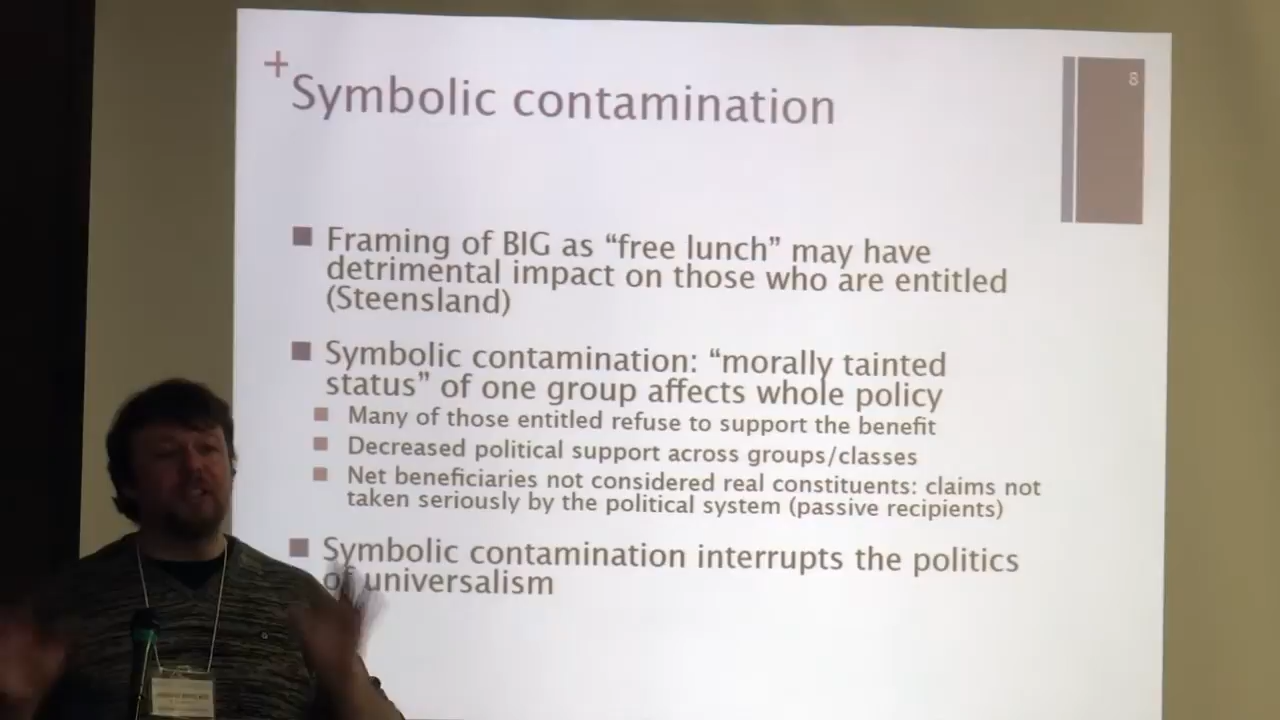 +
Symbolic contamination
8
■ Framing of BIG as “free lunch” may have
detrimental impact on those who are entitled
(Steensland)
■ Symbolic contamination: “morally tainted
status” of one group affects whole policy
■ Many of those entitled refuse to support the benefit
■ Decreased political support across groups/classes
■ Net beneficiaries not considered real constituents: claims not
taken seriously by the political system (passive recipients)
■ Symbolic contamination interrupts the politics
of universalism